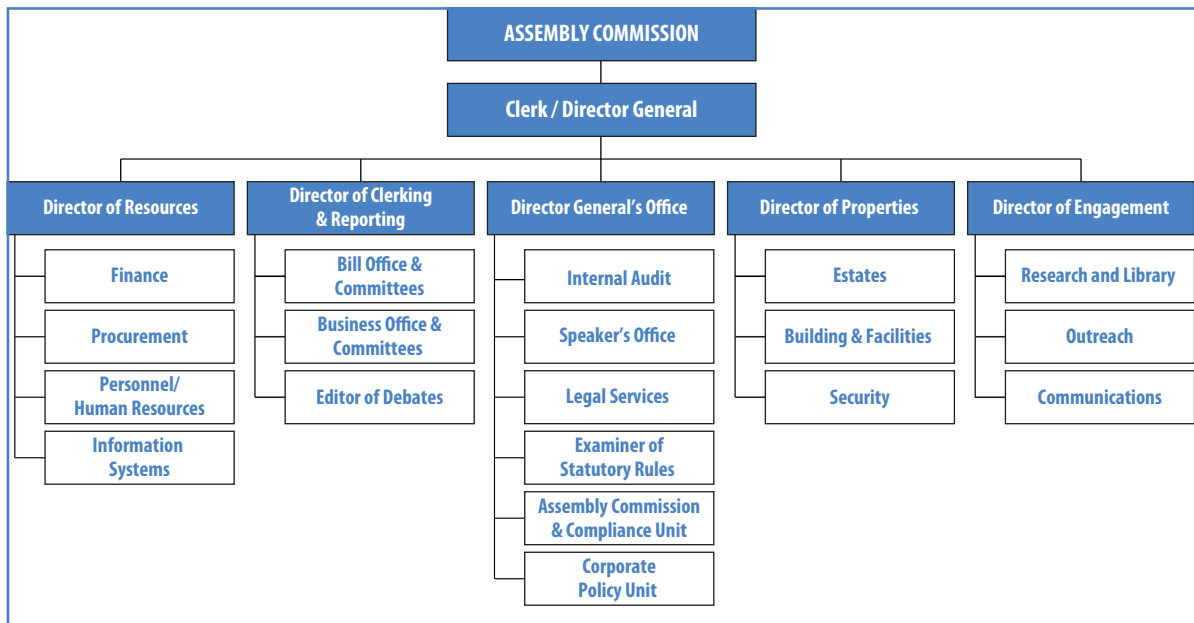 ASSEMBLY COMMISSION
Clerk / Director General
Director of Resources
Finance
Procurement
Personnel/
Human Resources
Information
Systems
Director of Clerking
& Reporting
Bill Office &
Committees
Business Office &
Committees
Editor of Debates
Director General’s Office
Internal Audit
Speaker’s Office
Legal Services
Examiner of
Statutory Rules
Assembly Commission
& Compliance Unit
Corporate
Policy Unit
Director of Properties
Estates
Building & Facilities
Security
Director of Engagement
Research and Library
Outreach
Communications